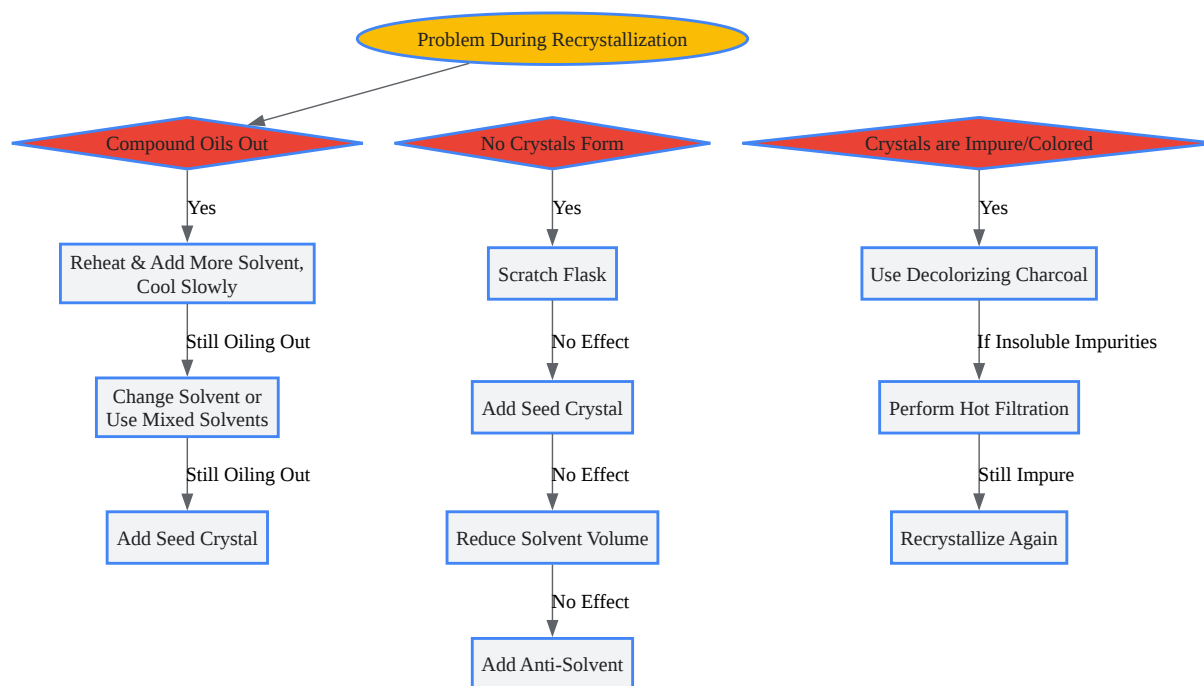 Problem During Recrystallization
Compound Oils Out
No Crystals Form
Crystals are Impure/Colored
Yes
Yes
Yes
Reheat & Add More Solvent,
Cool Slowly
Scratch Flask
Use Decolorizing Charcoal
Still Oiling Out
No Effect
If Insoluble Impurities
Change Solvent or
Use Mixed Solvents
Add Seed Crystal
Perform Hot Filtration
Still Oiling Out
No Effect
Still Impure
Add Seed Crystal
Reduce Solvent Volume
Recrystallize Again
No Effect
Add Anti-Solvent